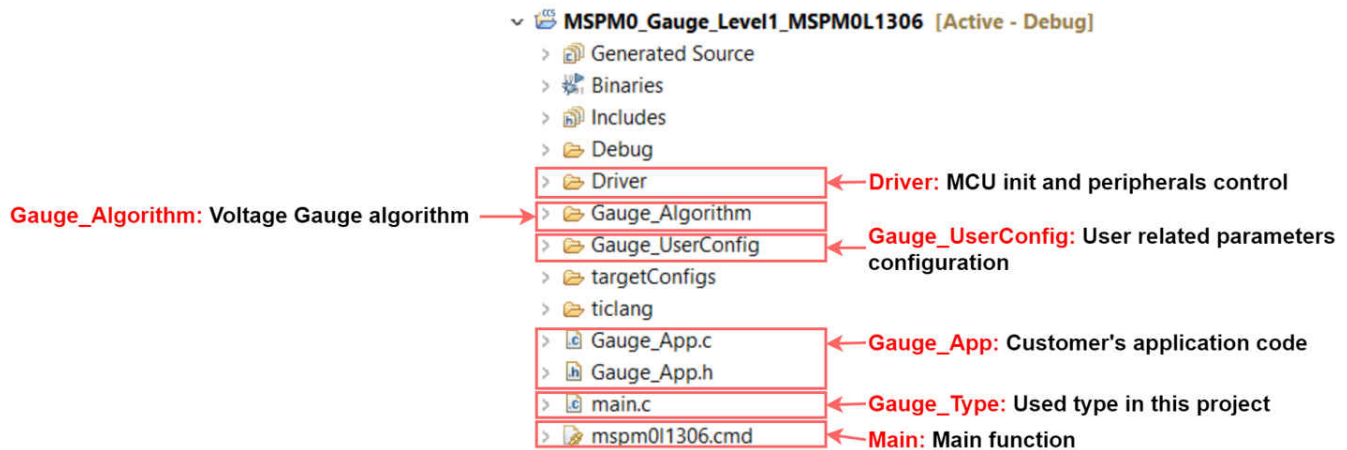 MSPM0_Gauge_Level1_MSPM0L1306 [Active - Debug]
Generated Source
Binaries
Includes
Debug
Driver
Driver: MCU init and peripherals control
Gauge_Algorithm: Voltage Gauge algorithm
Gauge_Algorithm
Gauge_UserConfig
Gauge_UserConfig: User related parameters
configuration
targetConfigs
ticlang
Gauge_App.c
Gauge_App: Customer's application code
Gauge_App.h
main.c
Gauge_Type: Used type in this project
mspm0l1306.cmd
Main: Main function